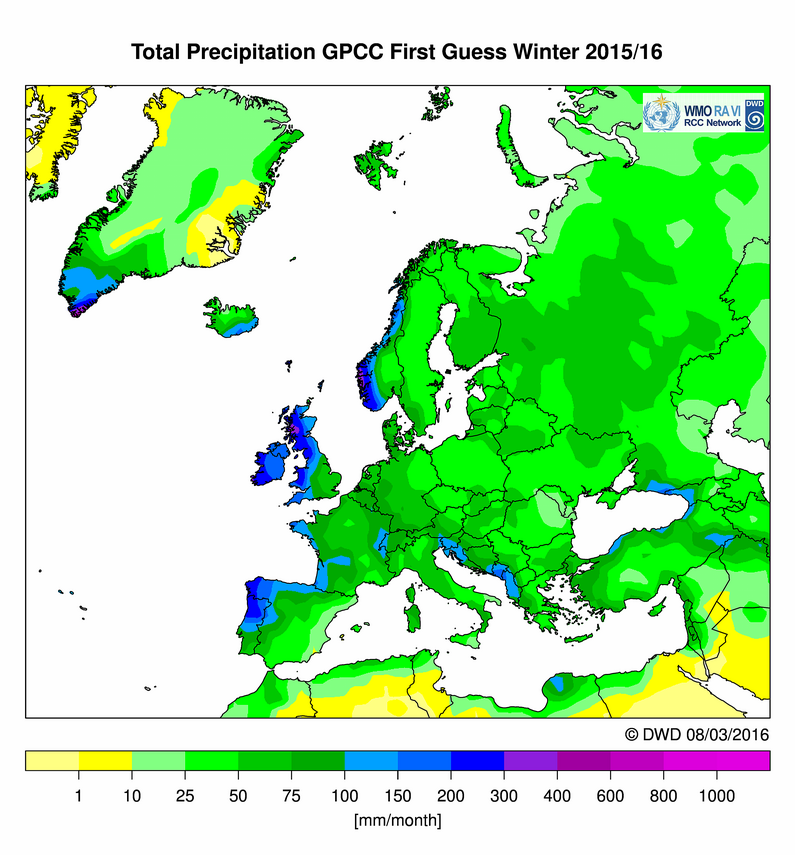 Total Precipitation GPCC First Guess Winter 2015/16
WMO RA VI
RCC Network
DWD
© DWD 08/03/2016
1 10 25 50 75 100 150 200 300 400 600 800 1000
[mm/month]